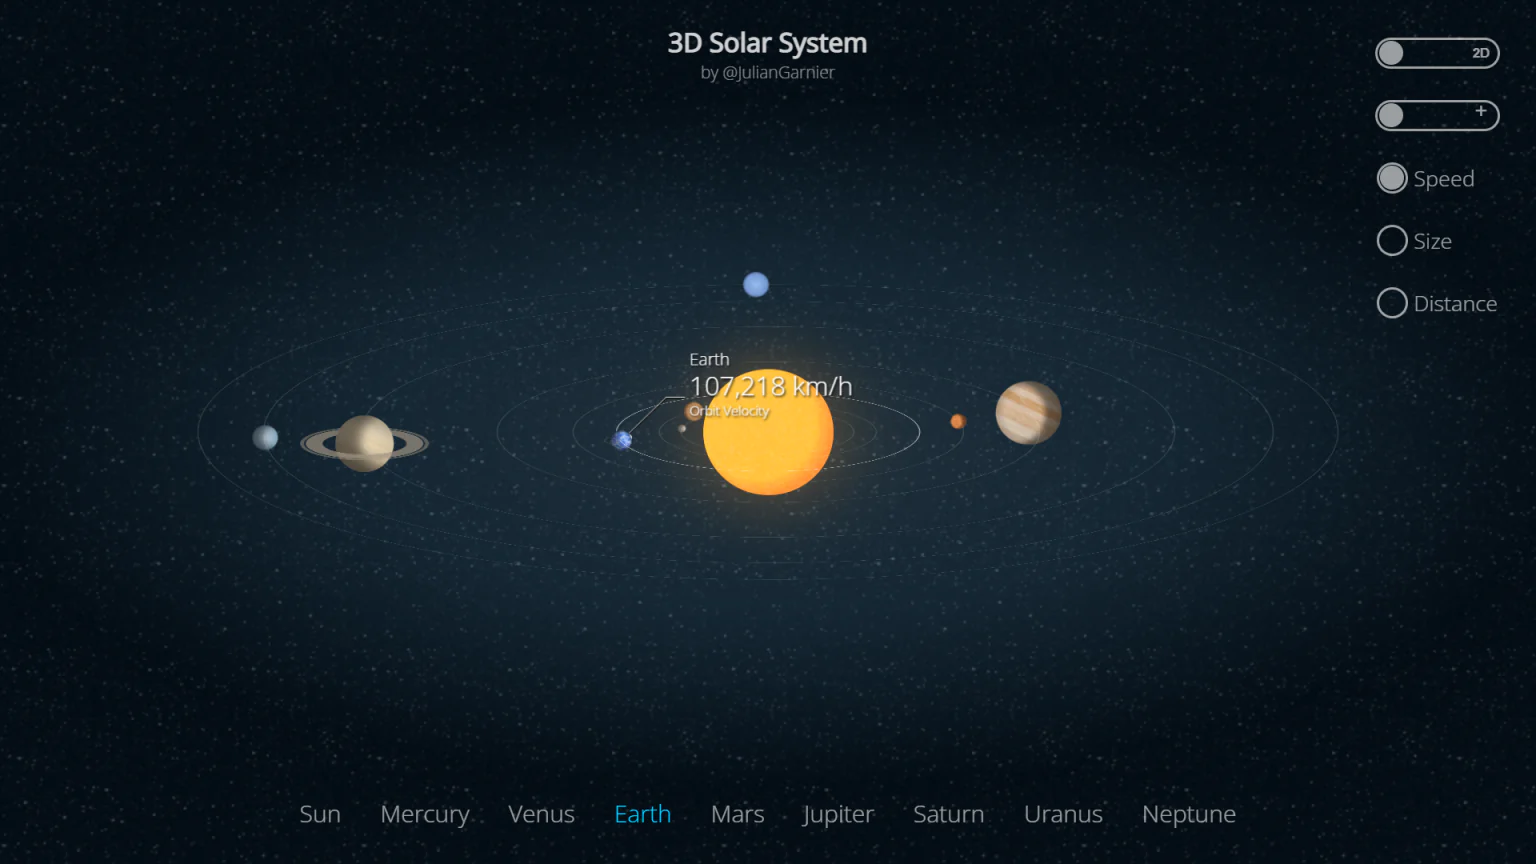 3D Solar System
by @JulianGarnier
2D
+
Speed
Size
Distance
Earth
107,218 km/h
Orbit Velocity
Sun Mercury Venus Earth Mars Jupiter Saturn Uranus Neptune